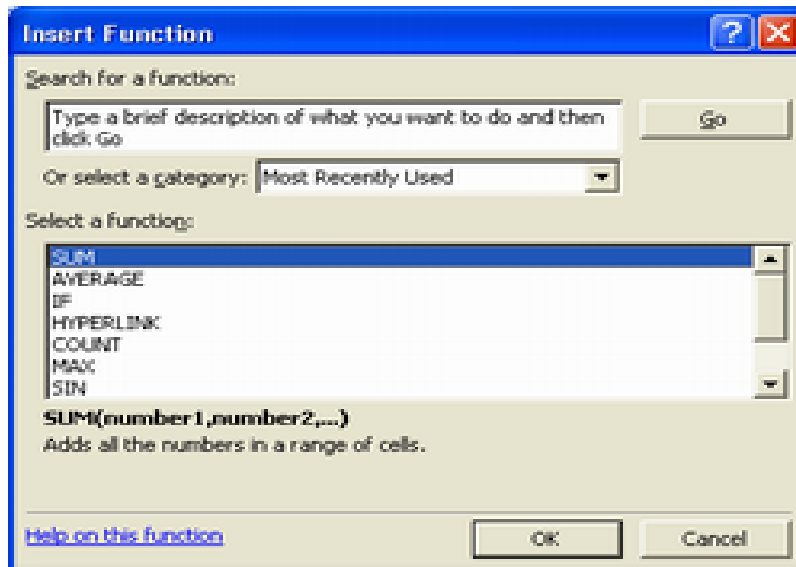 Insert Function
Search for a function:
Type a brief description of what you want to do and then
click Go
Go
Or select a category: Most Recently Used
Select a function:
SUM
AVERAGE
IF
HYPERLINK
COUNT
MAX
SIN
SUM(number1,number2,...)
Adds all the numbers in a range of cells.
Help on this function
OK
Cancel